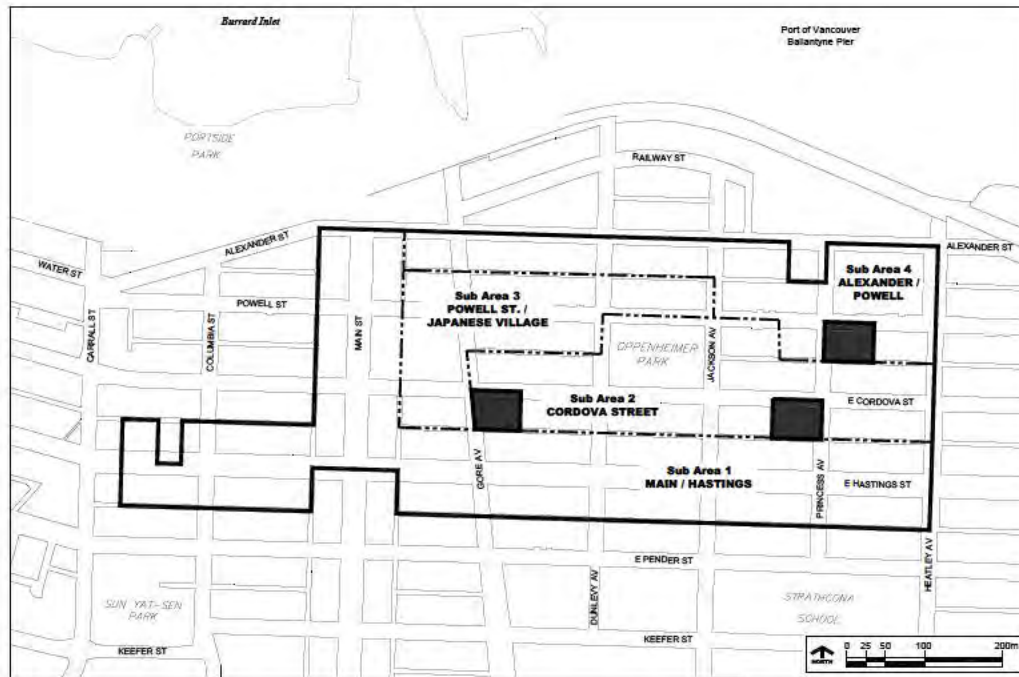 Burrard Inlet
Port of Vancouver
Ballantyne Pier
PORTSIDE
PARK
RAILWAY ST
ALEXANDER ST
ALEXANDER ST
WATER ST
Sub Area 4
ALEXANDER /
POWELL
Sub Area 3
POWELL ST. /
JAPANESE VILLAGE
POWELL ST
CARRALL ST
COLUMBIA ST
MAIN ST
OPPENHEIMER
PARK
JACKSON AV
Sub Area 2
CORDOVA STREET
E CORDOVA ST
Sub Area 1
MAIN / HASTINGS
GORE AV
PRINCESS AV
E HASTINGS ST
E PENDER ST
DUNLEVY AV
HEATLEY AV
SUN YAT-SEN
PARK
STRATHCONA
SCHOOL
KEEFER ST
KEEFER ST
NORTH
0 25 50 100 200m